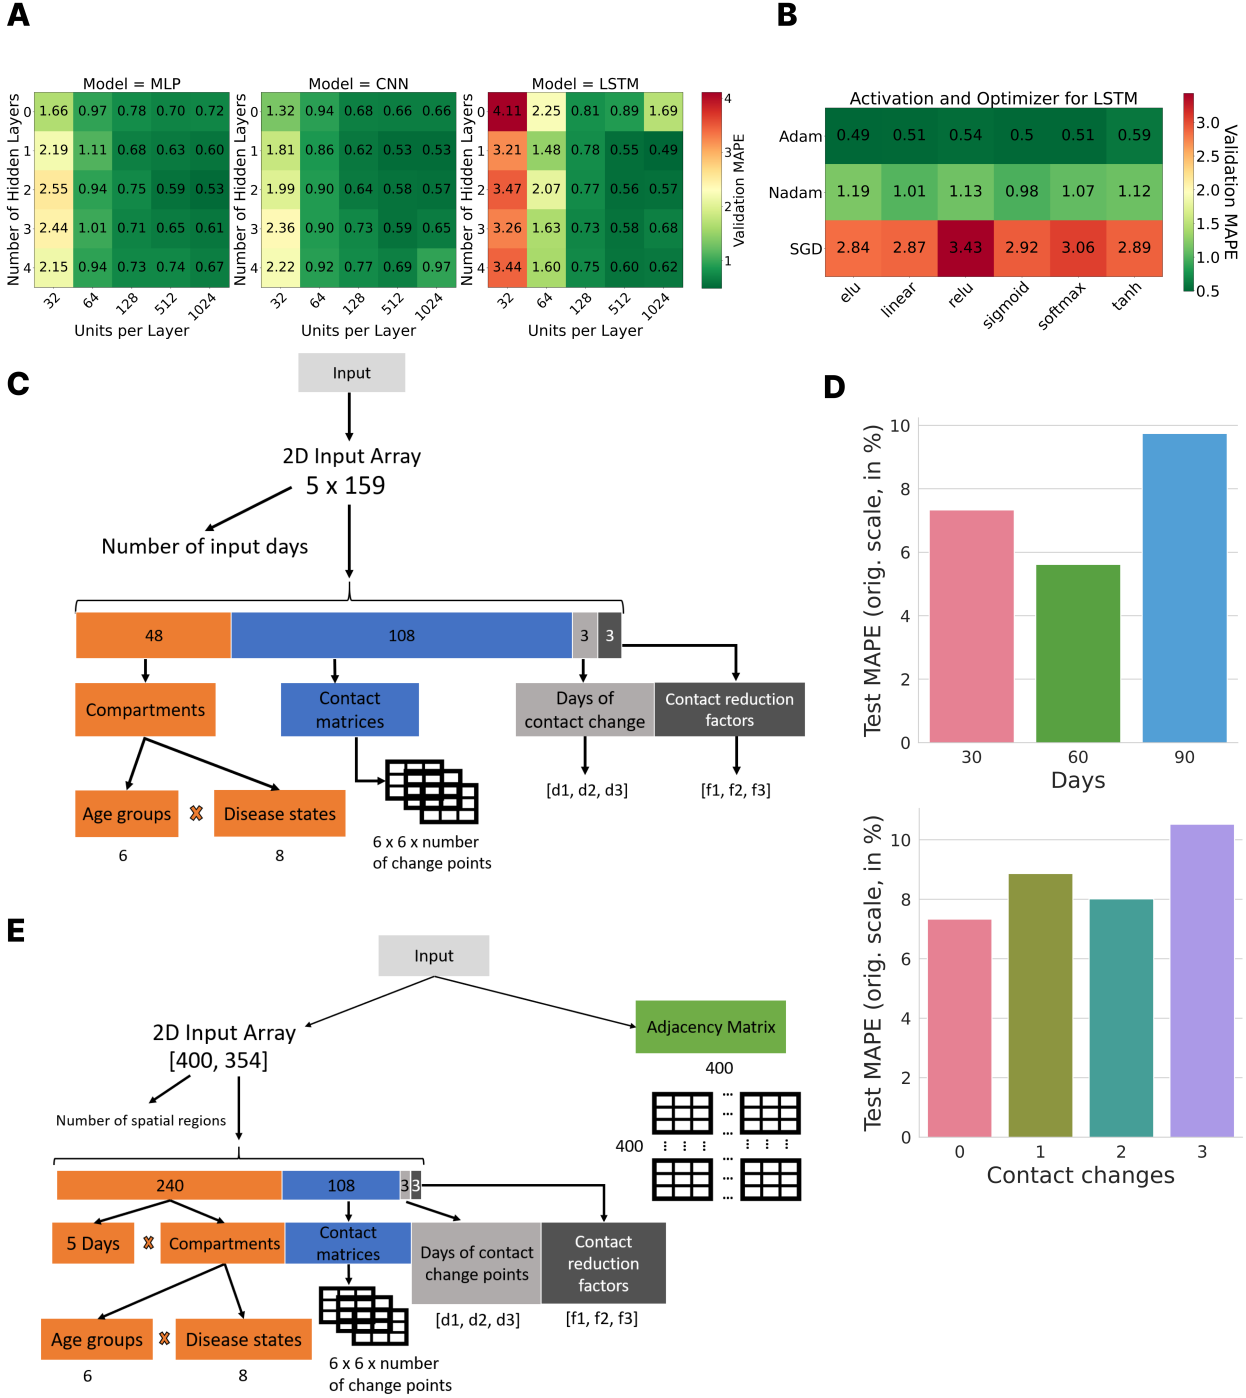 A
Model = MLP
Model = CNN
Model = LSTM
Number of Hidden Layers
0 1.66 0.97 0.78 0.70 0.72
1 2.19 1.11 0.68 0.63 0.60
2 2.55 0.94 0.75 0.59 0.53
3 2.44 1.01 0.71 0.65 0.61
4 2.15 0.94 0.73 0.74 0.67
32 64 128 512 1024
Units per Layer
Number of Hidden Layers
0 1.32 0.94 0.68 0.66 0.66
1 1.81 0.86 0.62 0.53 0.53
2 1.99 0.90 0.64 0.58 0.57
3 2.36 0.90 0.73 0.59 0.65
4 2.22 0.92 0.77 0.69 0.97
32 64 128 512 1024
Units per Layer
Number of Hidden Layers
0 4.11 2.25 0.81 0.89 1.69
1 3.21 1.48 0.78 0.55 0.49
2 3.47 2.07 0.77 0.56 0.57
3 3.26 1.63 0.73 0.58 0.68
4 3.44 1.60 0.75 0.60 0.62
32 64 128 512 1024
Units per Layer
4
3
2
1
Validation MAPE
B
Activation and Optimizer for LSTM
Adam 0.49 0.51 0.54 0.5 0.51 0.59
Nadam 1.19 1.01 1.13 0.98 1.07 1.12
SGD 2.84 2.87 3.43 2.92 3.06 2.89
elu linear relu sigmoid softmax tanh
3.0
2.5
2.0
1.5
1.0
0.5
Validation MAPE
C
Input
2D Input Array
5 x 159
Number of input days
48 108 3 3
Compartments
Contact
matrices
Days of
contact change
Contact reduction
factors
[d1, d2, d3]
[f1, f2, f3]
Age groups x Disease states
6 8
6 x 6 x number
of change points
D
Test MAPE (orig. scale, in %)
10
8
6
4
2
0
30 60 90
Days
Test MAPE (orig. scale, in %)
10
8
6
4
2
0
0 1 2 3
Contact changes
E
Input
2D Input Array
[400, 354]
Number of spatial regions
Adjacency Matrix
400
400
240 108 3 3
5 Days x Compartments
Contact
matrices
Days of contact
change points
Contact
reduction
factors
[d1, d2, d3]
[f1, f2, f3]
Age groups x Disease states
6 8
6 x 6 x number
of change points